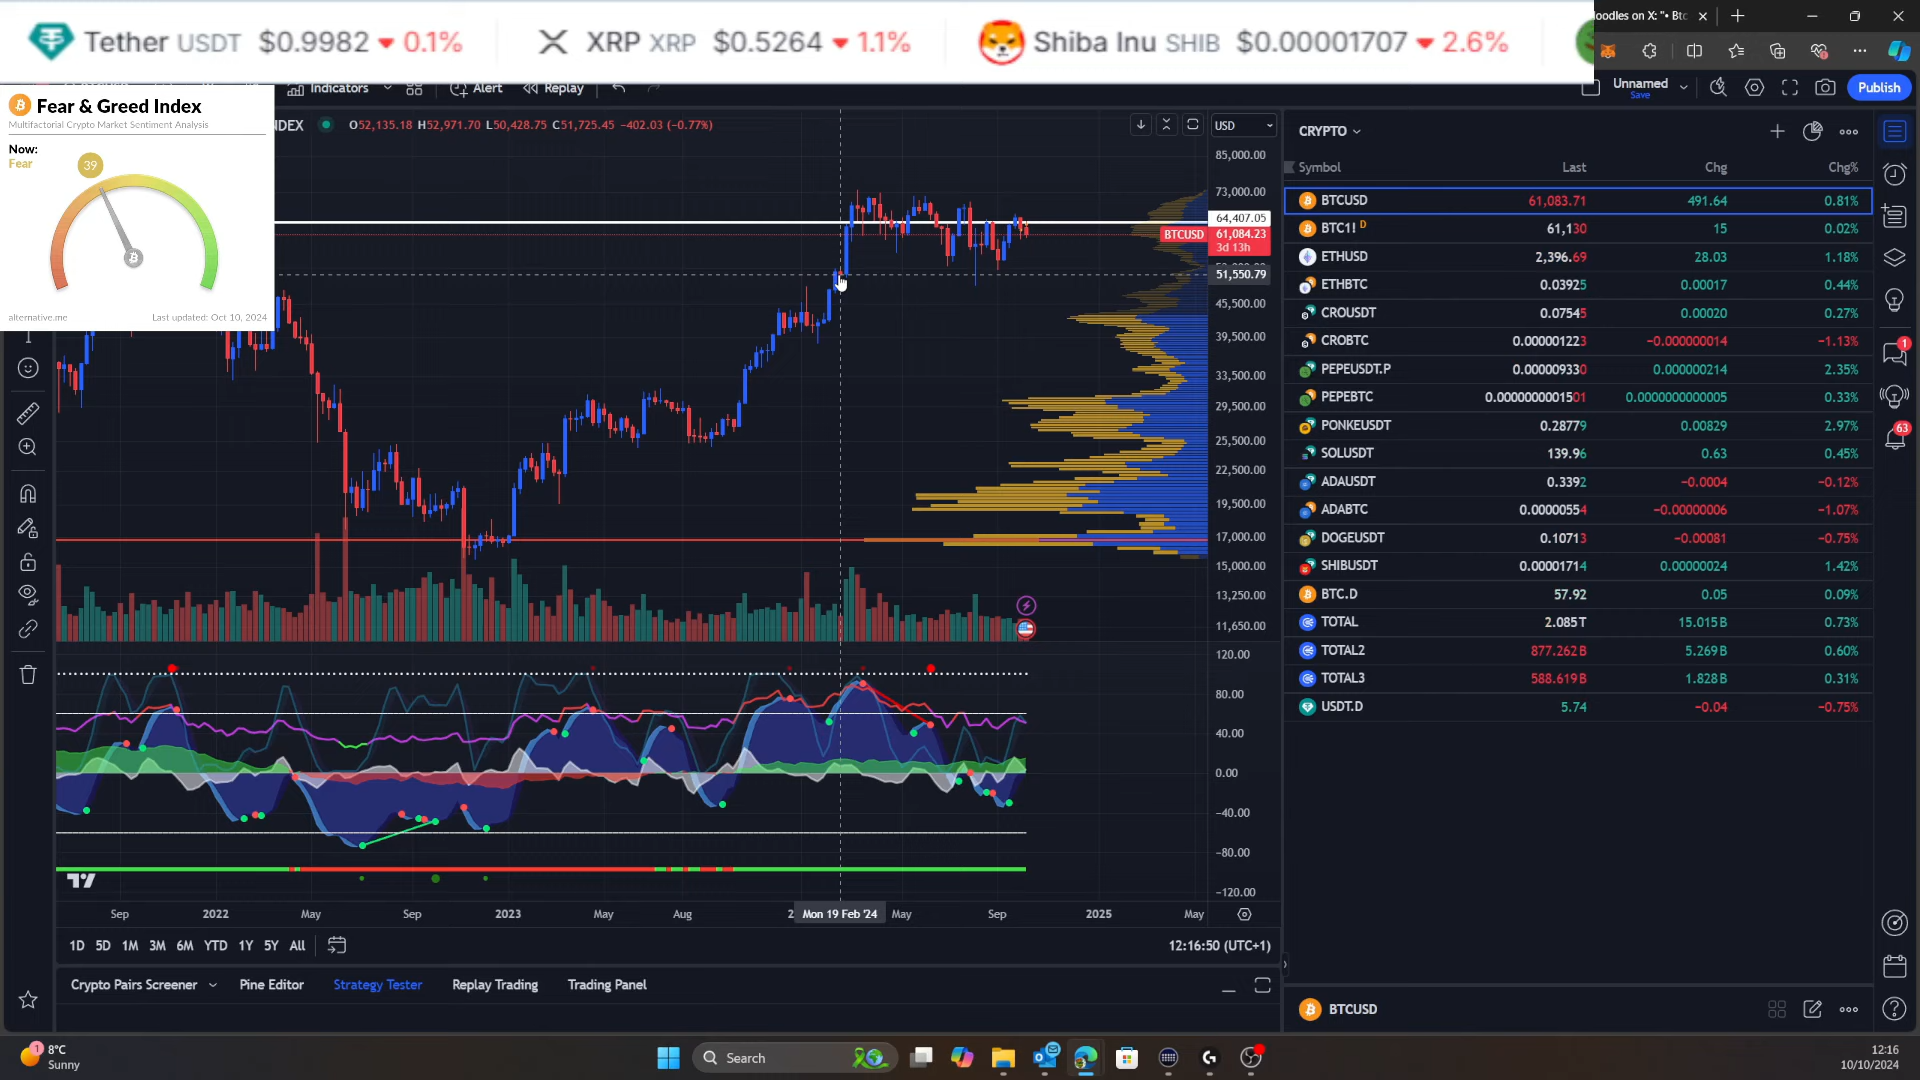 Tether USDT $0.9982 ▼ 0.1%
XRP XRP $0.5264 ▼ 1.1%
Shiba Inu SHIB $0.00001707 ▼ 2.6%
oodles on X: "• Btc
Indicators
Alert
Replay
Unnamed
Save
Publish
Fear & Greed Index
Multifactorial Crypto Market Sentiment Analysis
Now:
Fear
39
alternative.me
Last updated: Oct 10, 2024
NDEX
O52,135.18 H52,971.70 L50,428.75 C51,725.45 −402.03 (−0.77%)
USD
85,000.00
73,000.00
64,407.05
BTCUSD 61,084.23
3d 13h
51,550.79
45,500.00
39,500.00
33,500.00
29,500.00
25,500.00
22,500.00
19,500.00
17,000.00
15,000.00
13,250.00
11,650.00
120.00
80.00
40.00
0.00
−40.00
−80.00
−120.00
Sep 2022 May Sep 2023 May Aug 2 Mon 19 Feb '24 May Sep 2025 May
1D 5D 1M 3M 6M YTD 1Y 5Y All
12:16:50 (UTC+1)
Crypto Pairs Screener
Pine Editor
Strategy Tester
Replay Trading
Trading Panel
CRYPTO
Symbol Last Chg Chg%
BTCUSD 61,083.71 491.64 0.81%
BTC1! D 61,130 15 0.02%
ETHUSD 2,396.69 28.03 1.18%
ETHBTC 0.03925 0.00017 0.44%
CROUSDT 0.07545 0.00020 0.27%
CROBTC 0.000001223 −0.000000014 −1.13%
PEPEUSDT.P 0.000009330 0.000000214 2.35%
PEPEBTC 0.0000000001501 0.0000000000005 0.33%
PONKEUSDT 0.28779 0.00829 2.97%
SOLUSDT 139.96 0.63 0.45%
ADAUSDT 0.3392 −0.0004 −0.12%
ADABTC 0.00000554 −0.00000006 −1.07%
DOGEUSDT 0.10713 −0.00081 −0.75%
SHIBUSDT 0.00001714 0.00000024 1.42%
BTC.D 57.92 0.05 0.09%
TOTAL 2.085T 15.015B 0.73%
TOTAL2 877.262B 5.269B 0.60%
TOTAL3 588.619B 1.828B 0.31%
USDT.D 5.74 −0.04 −0.75%
1
63
BTCUSD
1
8°C
Sunny
Search
12:16
10/10/2024